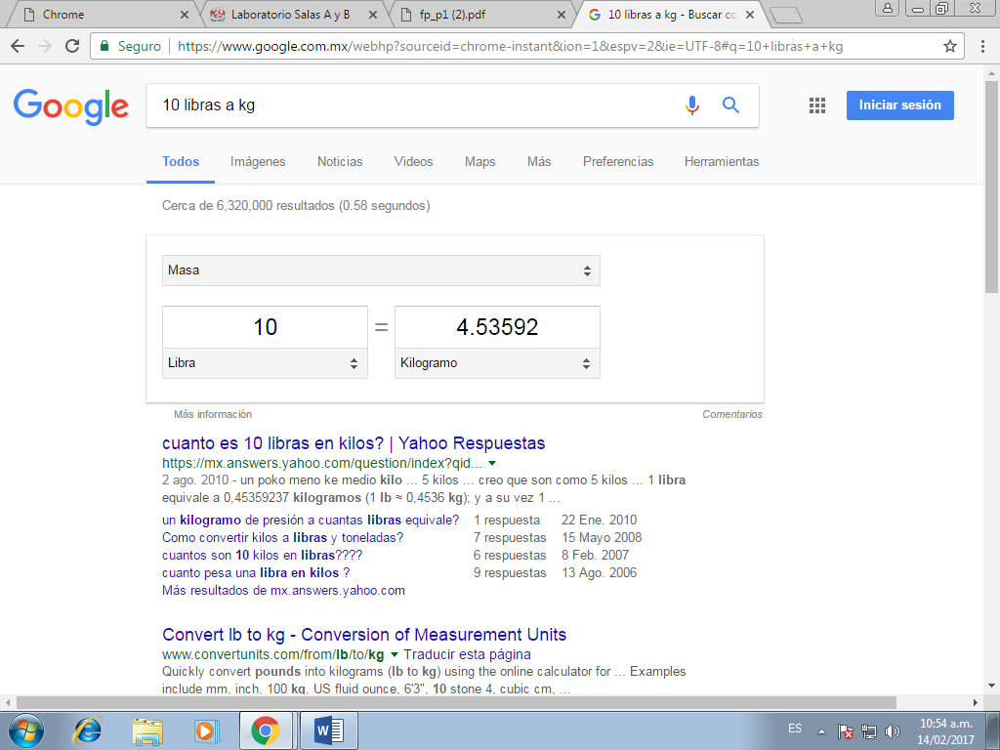 Chrome
Laboratorio Salas A y B
fp_p1 (2).pdf
10 libras a kg - Buscar co
Seguro https://www.google.com.mx/webhp?sourceid=chrome-instant&ion=1&espv=2&ie=UTF-8#q=10+libras+a+kg
Google
10 libras a kg
Iniciar sesión
Todos Imágenes Noticias Videos Maps Más Preferencias Herramientas
Cerca de 6,320,000 resultados (0.58 segundos)
Masa
10 = 4.53592
Libra Kilogramo
Más información Comentarios
cuanto es 10 libras en kilos? | Yahoo Respuestas
https://mx.answers.yahoo.com/question/index?qid...
2 ago. 2010 - un poko meno ke medio kilo ... 5 kilos ... creo que son como 5 kilos ... 1 libra
equivale a 0,45359237 kilogramos (1 lb ≈ 0,4536 kg); y a su vez 1 ...
un kilogramo de presión a cuantas libras equivale? 1 respuesta 22 Ene. 2010
Como convertir kilos a libras y toneladas? 7 respuestas 15 Mayo 2008
cuantos son 10 kilos en libras???? 6 respuestas 8 Feb. 2007
cuanto pesa una libra en kilos ? 9 respuestas 13 Ago. 2006
Más resultados de mx.answers.yahoo.com
Convert lb to kg - Conversion of Measurement Units
www.convertunits.com/from/lb/to/kg Traducir esta página
Quickly convert pounds into kilograms (lb to kg) using the online calculator for ... Examples
include mm, inch, 100 kg, US fluid ounce, 6'3", 10 stone 4, cubic cm, ...
ES
10:54 a.m.
14/02/2017